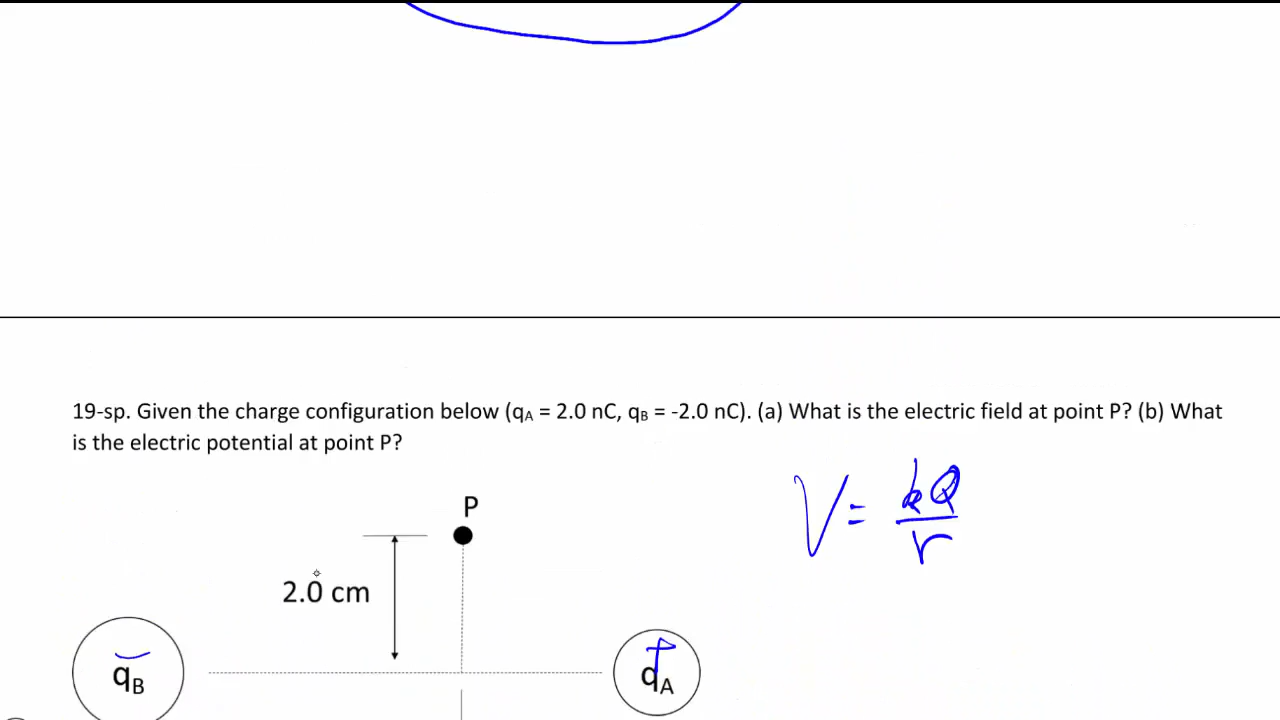 19-sp. Given the charge configuration below (qA = 2.0 nC, qB = -2.0 nC). (a) What is the electric field at point P? (b) What
is the electric potential at point P?
P
V = kQ/r
2.0 cm
qB
qA